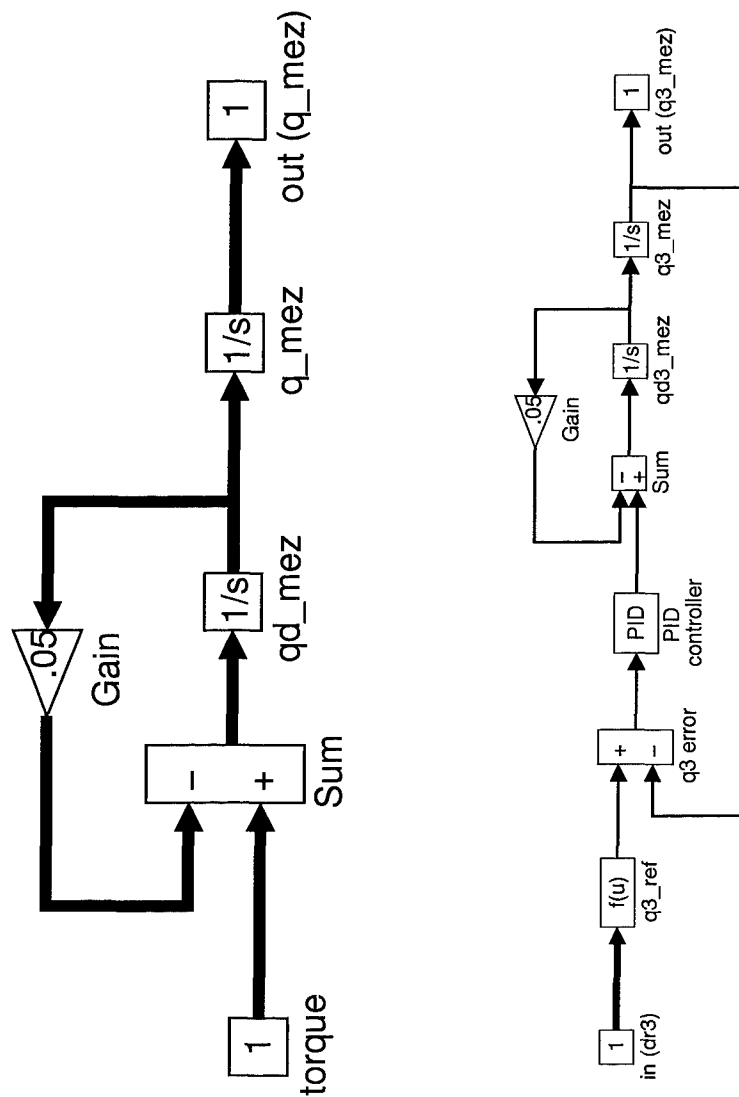 1
torque
−
+
Sum
.05
Gain
1/s
qd_mez
1/s
q_mez
1
out (q_mez)
1
in (dr3)
f(u)
q3_ref
+
−
q3 error
PID
PID
controller
−
+
Sum
.05
Gain
1/s
qd3_mez
1/s
q3_mez
1
out (q3_mez)